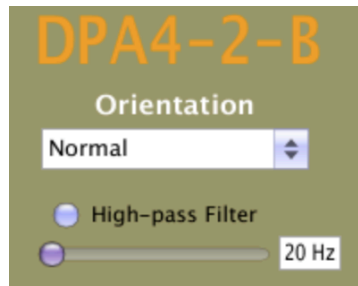 DPA4-2-B
Orientation
Normal
High-pass Filter
20 Hz